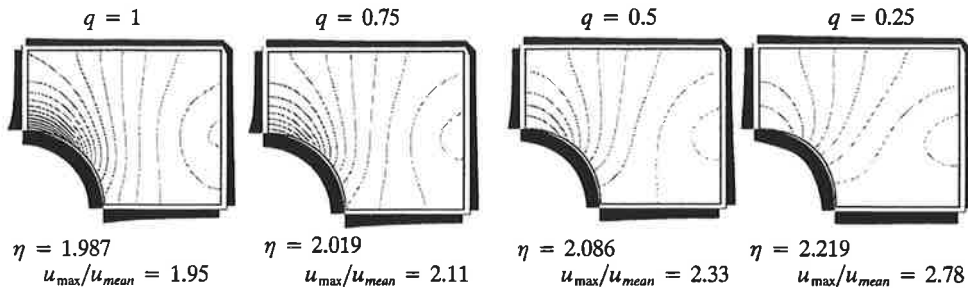 q = 1
q = 0.75
q = 0.5
q = 0.25
η = 1.987
η = 2.019
η = 2.086
η = 2.219
u_max/u_mean = 1.95
u_max/u_mean = 2.11
u_max/u_mean = 2.33
u_max/u_mean = 2.78